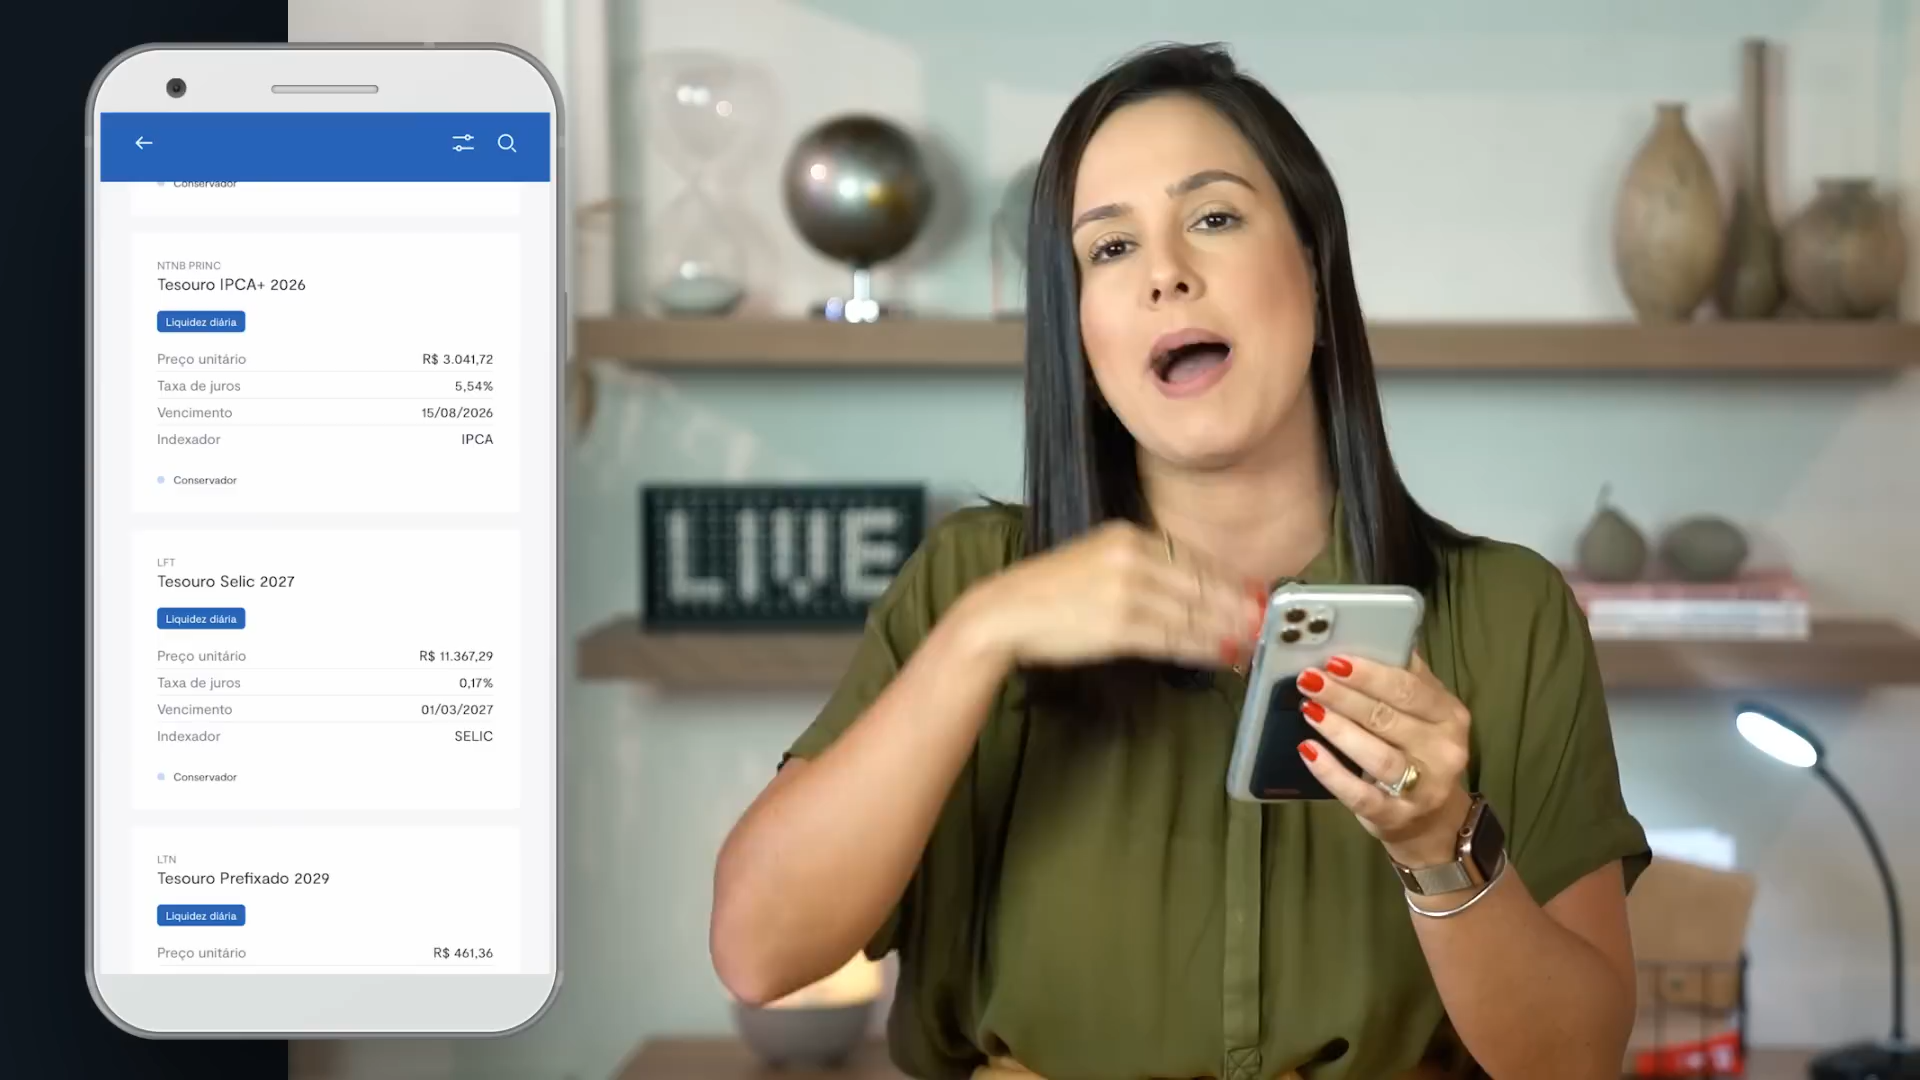 Conservador
NTNB PRINC
Tesouro IPCA+ 2026
Liquidez diária
Preço unitário R$ 3.041,72
Taxa de juros 5,54%
Vencimento 15/08/2026
Indexador IPCA
Conservador
LFT
Tesouro Selic 2027
Liquidez diária
Preço unitário R$ 11.367,29
Taxa de juros 0,17%
Vencimento 01/03/2027
Indexador SELIC
Conservador
LTN
Tesouro Prefixado 2029
Liquidez diária
Preço unitário R$ 461,36
LIVE